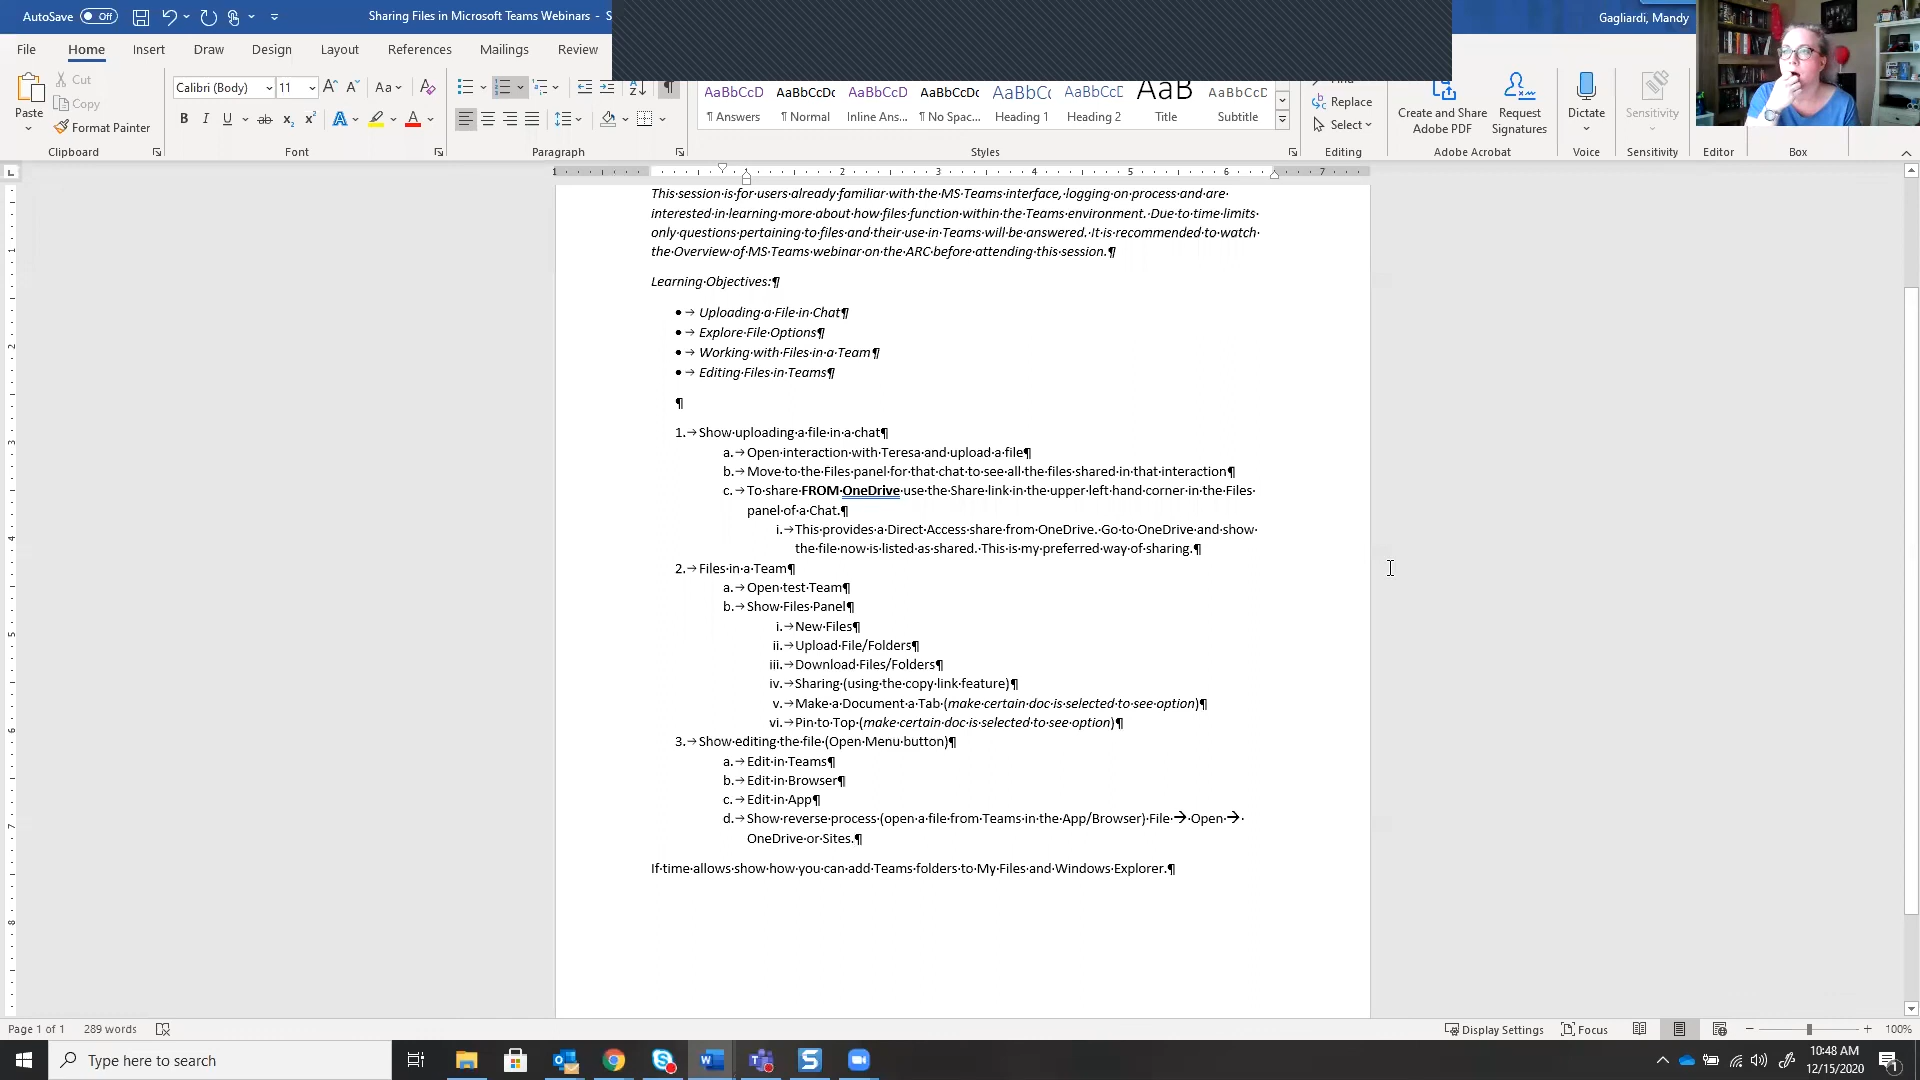 AutoSave Off Sharing Files in Microsoft Teams Webinars - S Gagliardi, Mandy
File Home Insert Draw Design Layout References Mailings Review
Paste Cut Copy Format Painter
Calibri (Body) 11
AaBbCcD AaBbCcDc AaBbCcD AaBbCcDc AaBbC( AaBbCcC AaB AaBbCcD
¶ Answers ¶ Normal Inline Ans... ¶ No Spac... Heading 1 Heading 2 Title Subtitle
Replace
Select
Create and Share Adobe PDF Request Signatures Dictate Sensitivity
Clipboard Font Paragraph Styles Editing Adobe Acrobat Voice Sensitivity Editor Box
This session is for users already familiar with the MS Teams interface, logging on process and are
interested in learning more about how files function within the Teams environment. Due to time limits
only questions pertaining to files and their use in Teams will be answered. It is recommended to watch
the Overview of MS Teams webinar on the ARC before attending this session.¶
Learning Objectives:¶
• → Uploading a File in Chat¶
• → Explore File Options¶
• → Working with Files in a Team¶
• → Editing Files in Teams¶
¶
1.→ Show uploading a file in a chat¶
a.→ Open interaction with Teresa and upload a file¶
b.→ Move to the Files panel for that chat to see all the files shared in that interaction¶
c.→ To share FROM OneDrive use the Share link in the upper left hand corner in the Files
panel of a Chat.¶
i.→ This provides a Direct Access share from OneDrive. Go to OneDrive and show
the file now is listed as shared. This is my preferred way of sharing.¶
2.→ Files in a Team¶
a.→ Open test Team¶
b.→ Show Files Panel¶
i.→ New Files¶
ii.→ Upload File/Folders¶
iii.→ Download Files/Folders¶
iv.→ Sharing (using the copy link feature)¶
v.→ Make a Document a Tab (make certain doc is selected to see option)¶
vi.→ Pin to Top (make certain doc is selected to see option)¶
3.→ Show editing the file (Open Menu button)¶
a.→ Edit in Teams¶
b.→ Edit in Browser¶
c.→ Edit in App¶
d.→ Show reverse process (open a file from Teams in the App/Browser) File → Open →
OneDrive or Sites.¶
If time allows show how you can add Teams folders to My Files and Windows Explorer.¶
Page 1 of 1 289 words Display Settings Focus 100%
Type here to search
10:48 AM
12/15/2020